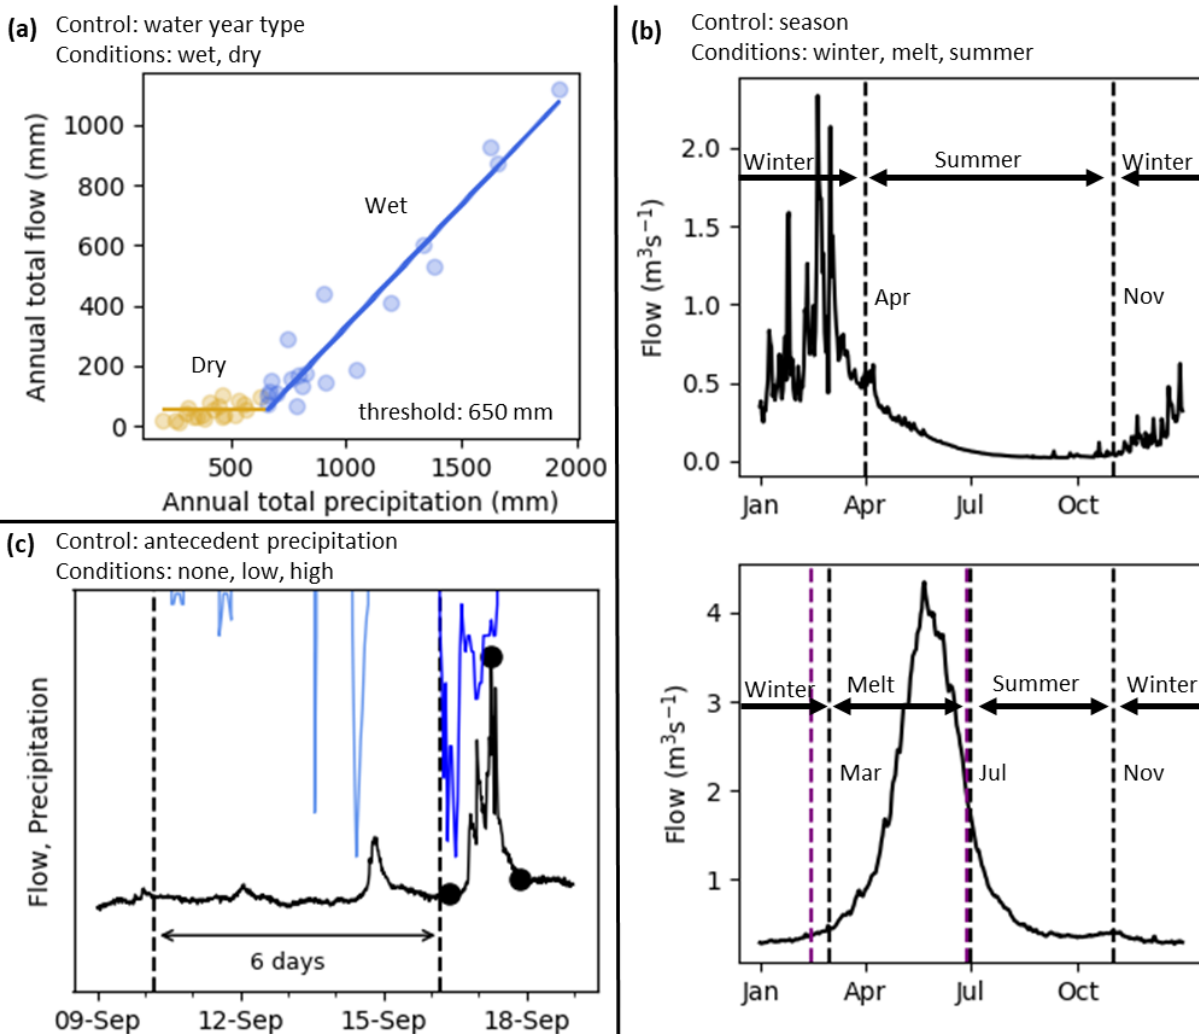 (a) Control: water year type
Conditions: wet, dry
Annual total flow (mm)
1000
800
600
400
200
0
Wet
Dry
threshold: 650 mm
500 1000 1500 2000
Annual total precipitation (mm)
(b) Control: season
Conditions: winter, melt, summer
Flow (m³s⁻¹)
2.0
1.5
1.0
0.5
0.0
Winter Summer Winter
Apr Nov
Jan Apr Jul Oct
Flow (m³s⁻¹)
4
3
2
1
Winter Melt Summer Winter
Mar Jul Nov
Jan Apr Jul Oct
(c) Control: antecedent precipitation
Conditions: none, low, high
Flow, Precipitation
6 days
09-Sep 12-Sep 15-Sep 18-Sep